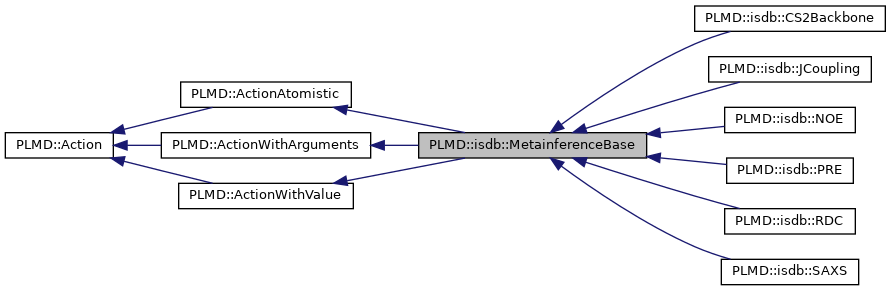 PLMD::isdb::CS2Backbone
PLMD::isdb::JCoupling
PLMD::ActionAtomistic
PLMD::isdb::NOE
PLMD::Action
PLMD::ActionWithArguments
PLMD::isdb::MetainferenceBase
PLMD::isdb::PRE
PLMD::ActionWithValue
PLMD::isdb::RDC
PLMD::isdb::SAXS